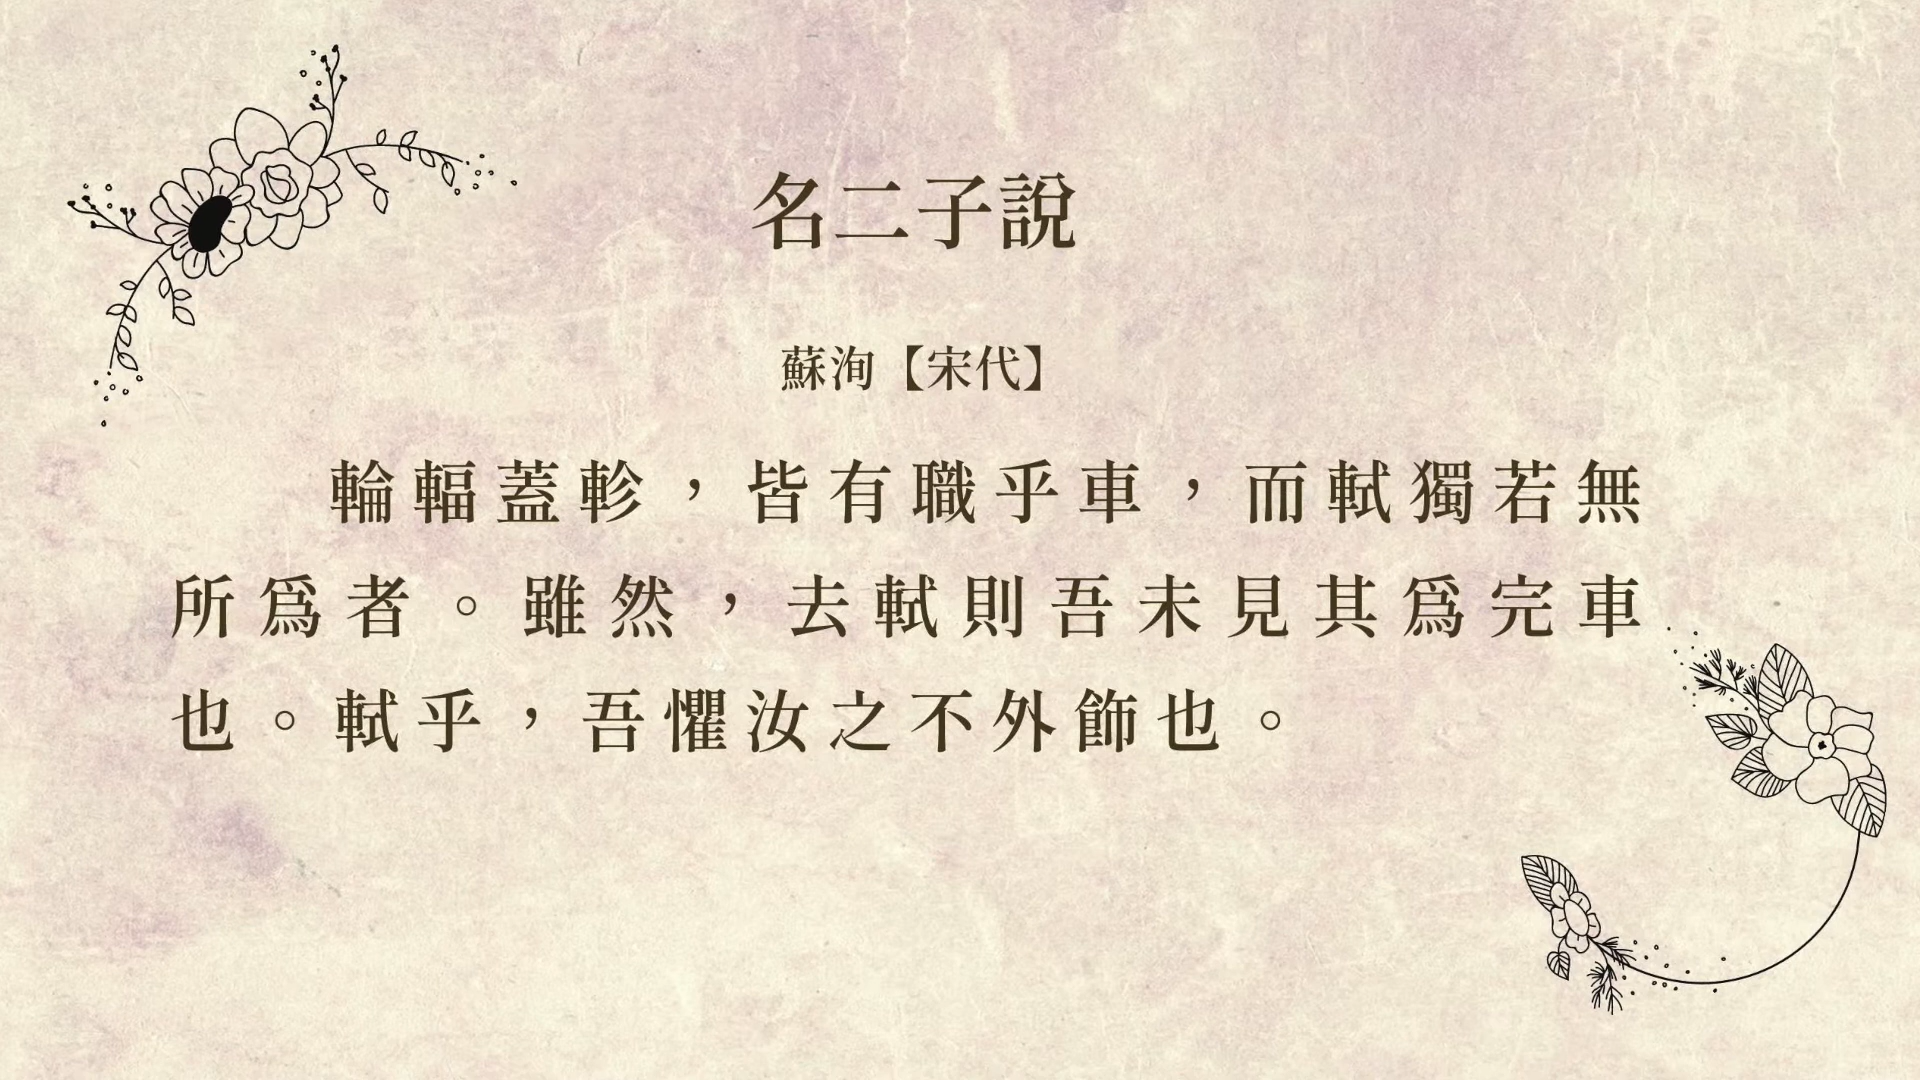 名二子說
蘇洵【宋代】
輪輻蓋軫，皆有職乎車，而軾獨若無
所爲者。雖然，去軾則吾未見其爲完車
也。軾乎，吾懼汝之不外飾也。